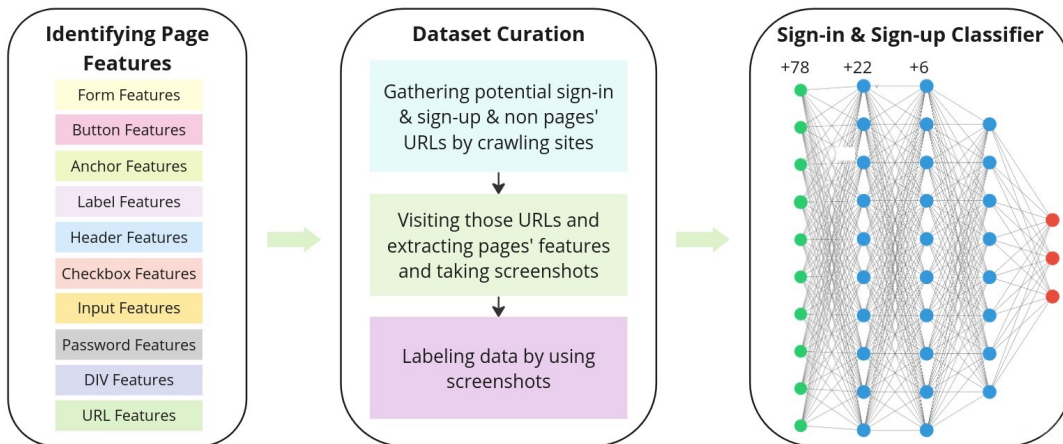 Identifying Page
Features
Form Features
Button Features
Anchor Features
Label Features
Header Features
Checkbox Features
Input Features
Password Features
DIV Features
URL Features
Dataset Curation
Gathering potential sign-in
& sign-up & non pages'
URLs by crawling sites
Visiting those URLs and
extracting pages' features
and taking screenshots
Labeling data by using
screenshots
Sign-in & Sign-up Classifier
+78 +22 +6